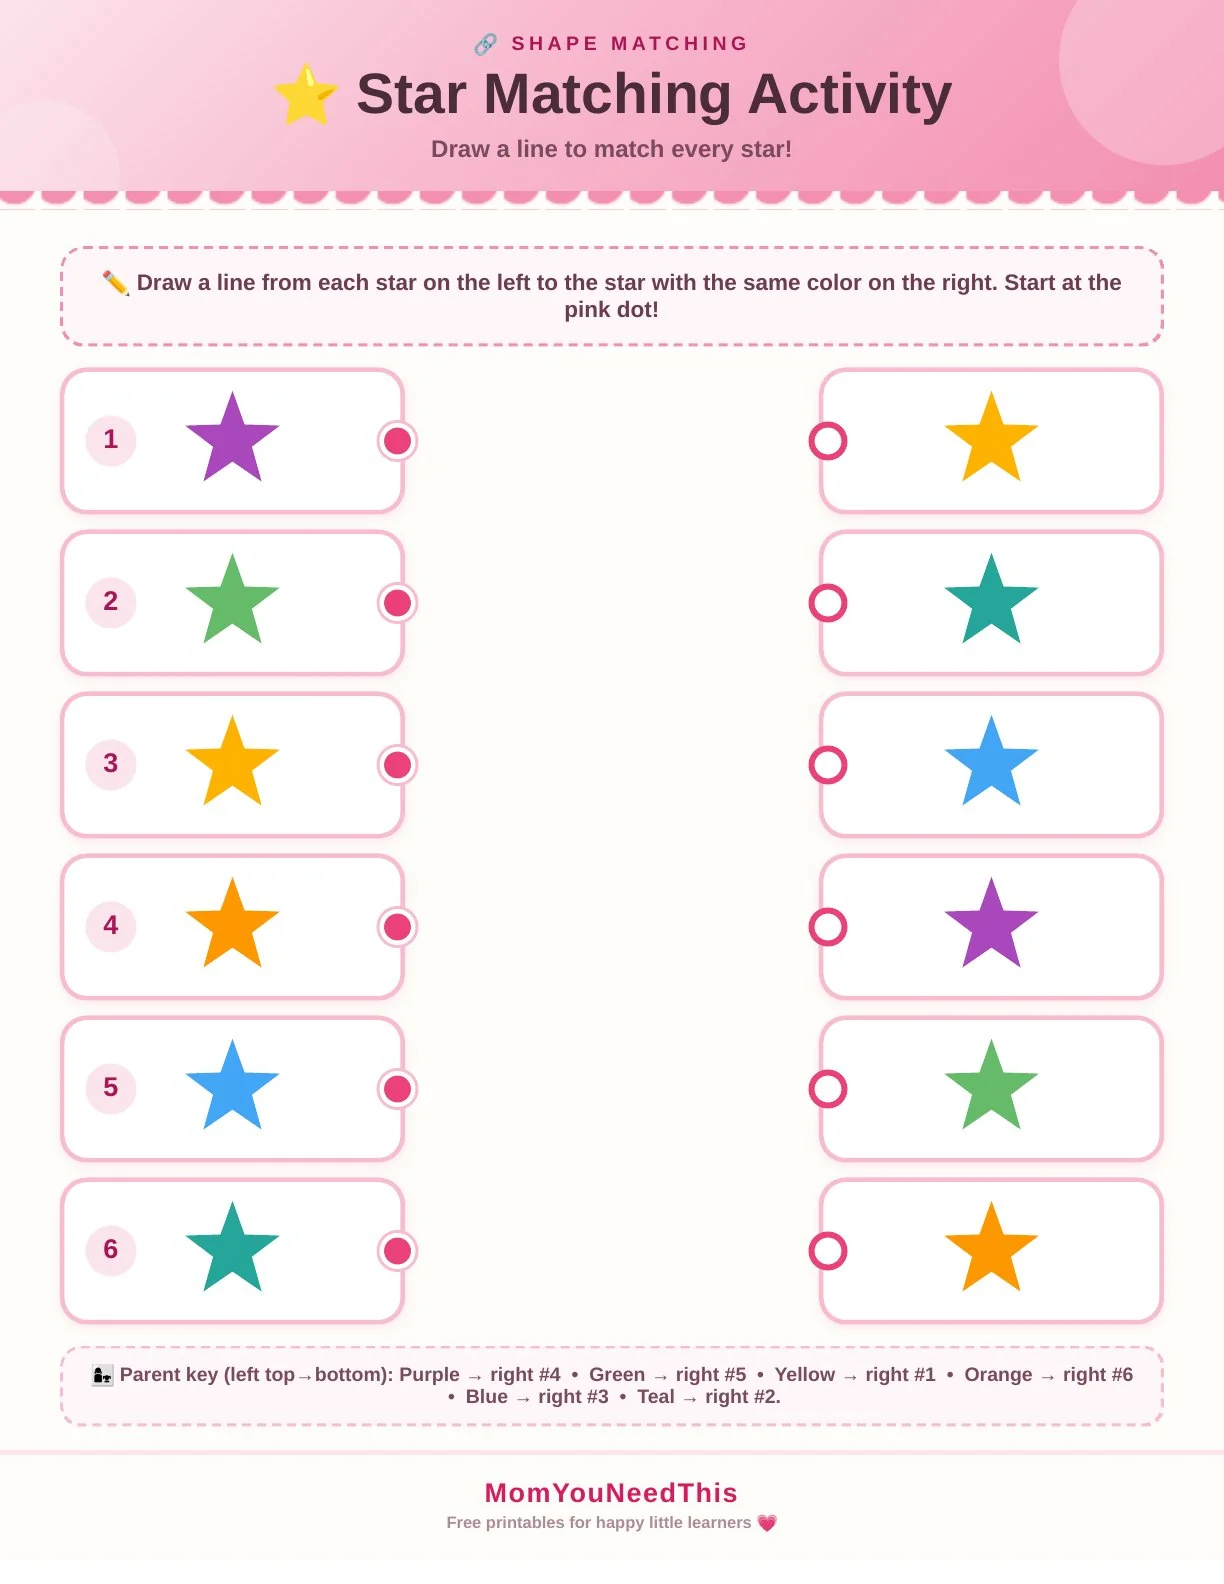 🔗 SHAPE MATCHING
⭐ Star Matching Activity
Draw a line to match every star!
✏️ Draw a line from each star on the left to the star with the same color on the right. Start at the
pink dot!
1
2
3
4
5
6
👩‍👧 Parent key (left top→bottom): Purple → right #4 • Green → right #5 • Yellow → right #1 • Orange → right #6
• Blue → right #3 • Teal → right #2.
MomYouNeedThis
Free printables for happy little learners 💗